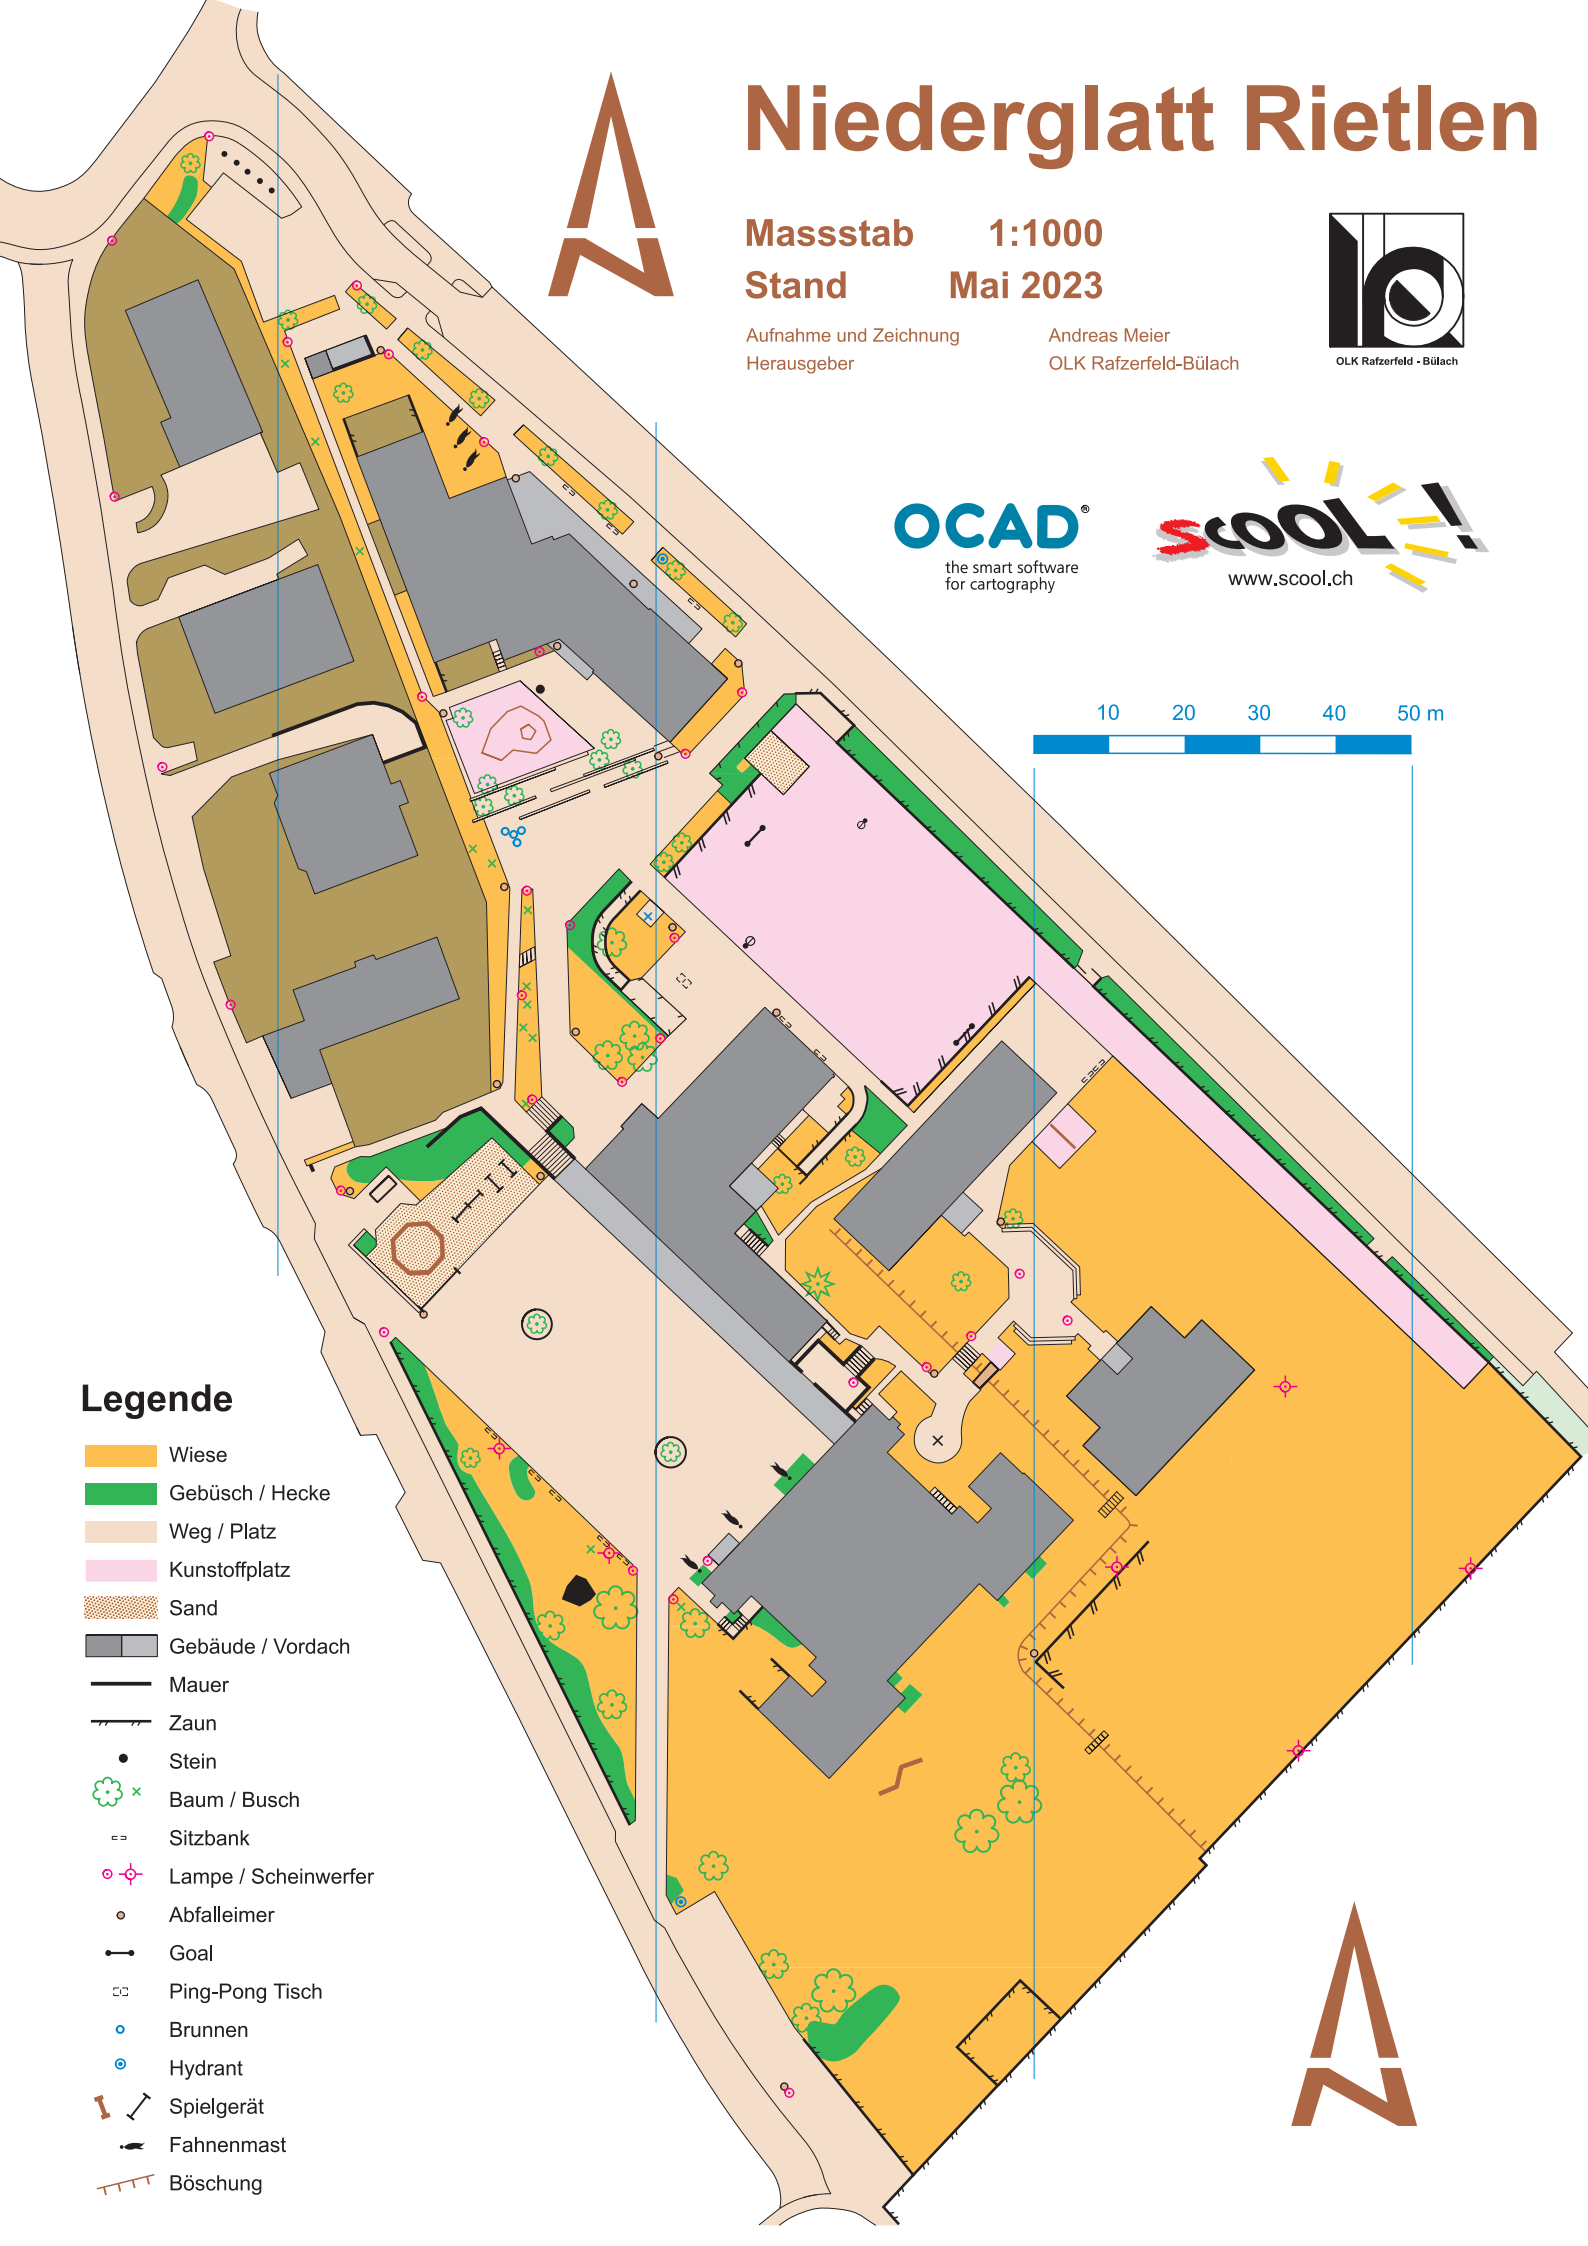 Niederglatt Rietlen
Massstab 1:1000
Stand Mai 2023
Aufnahme und Zeichnung Andreas Meier
Herausgeber OLK Rafzerfeld-Bülach
OLK Rafzerfeld - Bülach
OCAD®
the smart software
for cartography
scooL!
www.scool.ch
10 20 30 40 50 m
Legende
Wiese
Gebüsch / Hecke
Weg / Platz
Kunstoffplatz
Sand
Gebäude / Vordach
Mauer
Zaun
Stein
Baum / Busch
Sitzbank
Lampe / Scheinwerfer
Abfalleimer
Goal
Ping-Pong Tisch
Brunnen
Hydrant
Spielgerät
Fahnenmast
Böschung
N